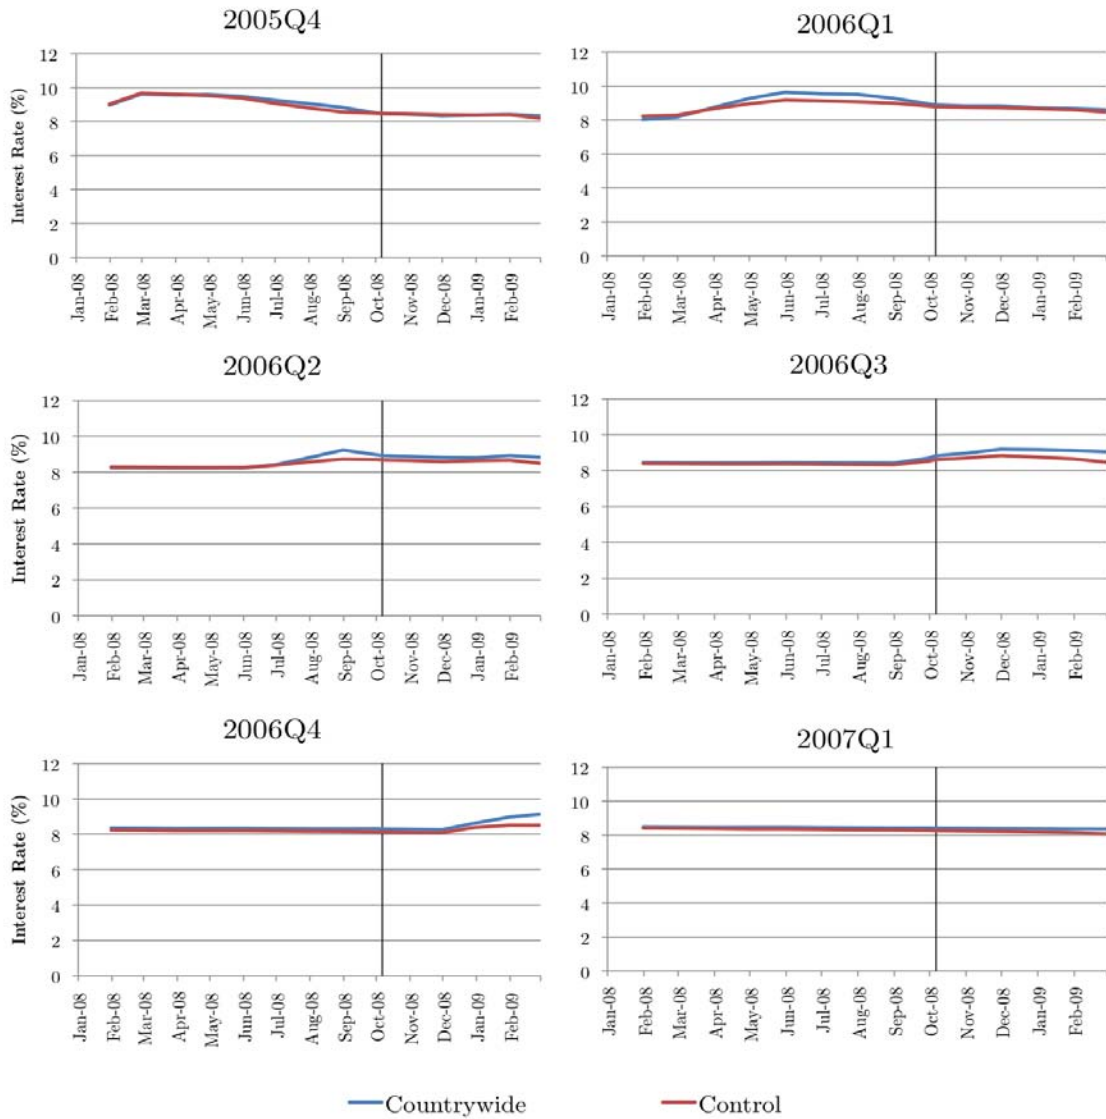 2005Q4
Interest Rate (%)
12
10
8
6
4
2
0
Jan-08
Feb-08
Mar-08
Apr-08
May-08
Jun-08
Jul-08
Aug-08
Sep-08
Oct-08
Nov-08
Dec-08
Jan-09
Feb-09
2006Q1
12
10
8
6
4
2
0
Jan-08
Feb-08
Mar-08
Apr-08
May-08
Jun-08
Jul-08
Aug-08
Sep-08
Oct-08
Nov-08
Dec-08
Jan-09
Feb-09
2006Q2
Interest Rate (%)
12
10
8
6
4
2
0
Jan-08
Feb-08
Mar-08
Apr-08
May-08
Jun-08
Jul-08
Aug-08
Sep-08
Oct-08
Nov-08
Dec-08
Jan-09
Feb-09
2006Q3
12
10
8
6
4
2
0
Jan-08
Feb-08
Mar-08
Apr-08
May-08
Jun-08
Jul-08
Aug-08
Sep-08
Oct-08
Nov-08
Dec-08
Jan-09
Feb-09
2006Q4
Interest Rate (%)
12
10
8
6
4
2
0
Jan-08
Feb-08
Mar-08
Apr-08
May-08
Jun-08
Jul-08
Aug-08
Sep-08
Oct-08
Nov-08
Dec-08
Jan-09
Feb-09
2007Q1
12
10
8
6
4
2
0
Jan-08
Feb-08
Mar-08
Apr-08
May-08
Jun-08
Jul-08
Aug-08
Sep-08
Oct-08
Nov-08
Dec-08
Jan-09
Feb-09
Countrywide
Control